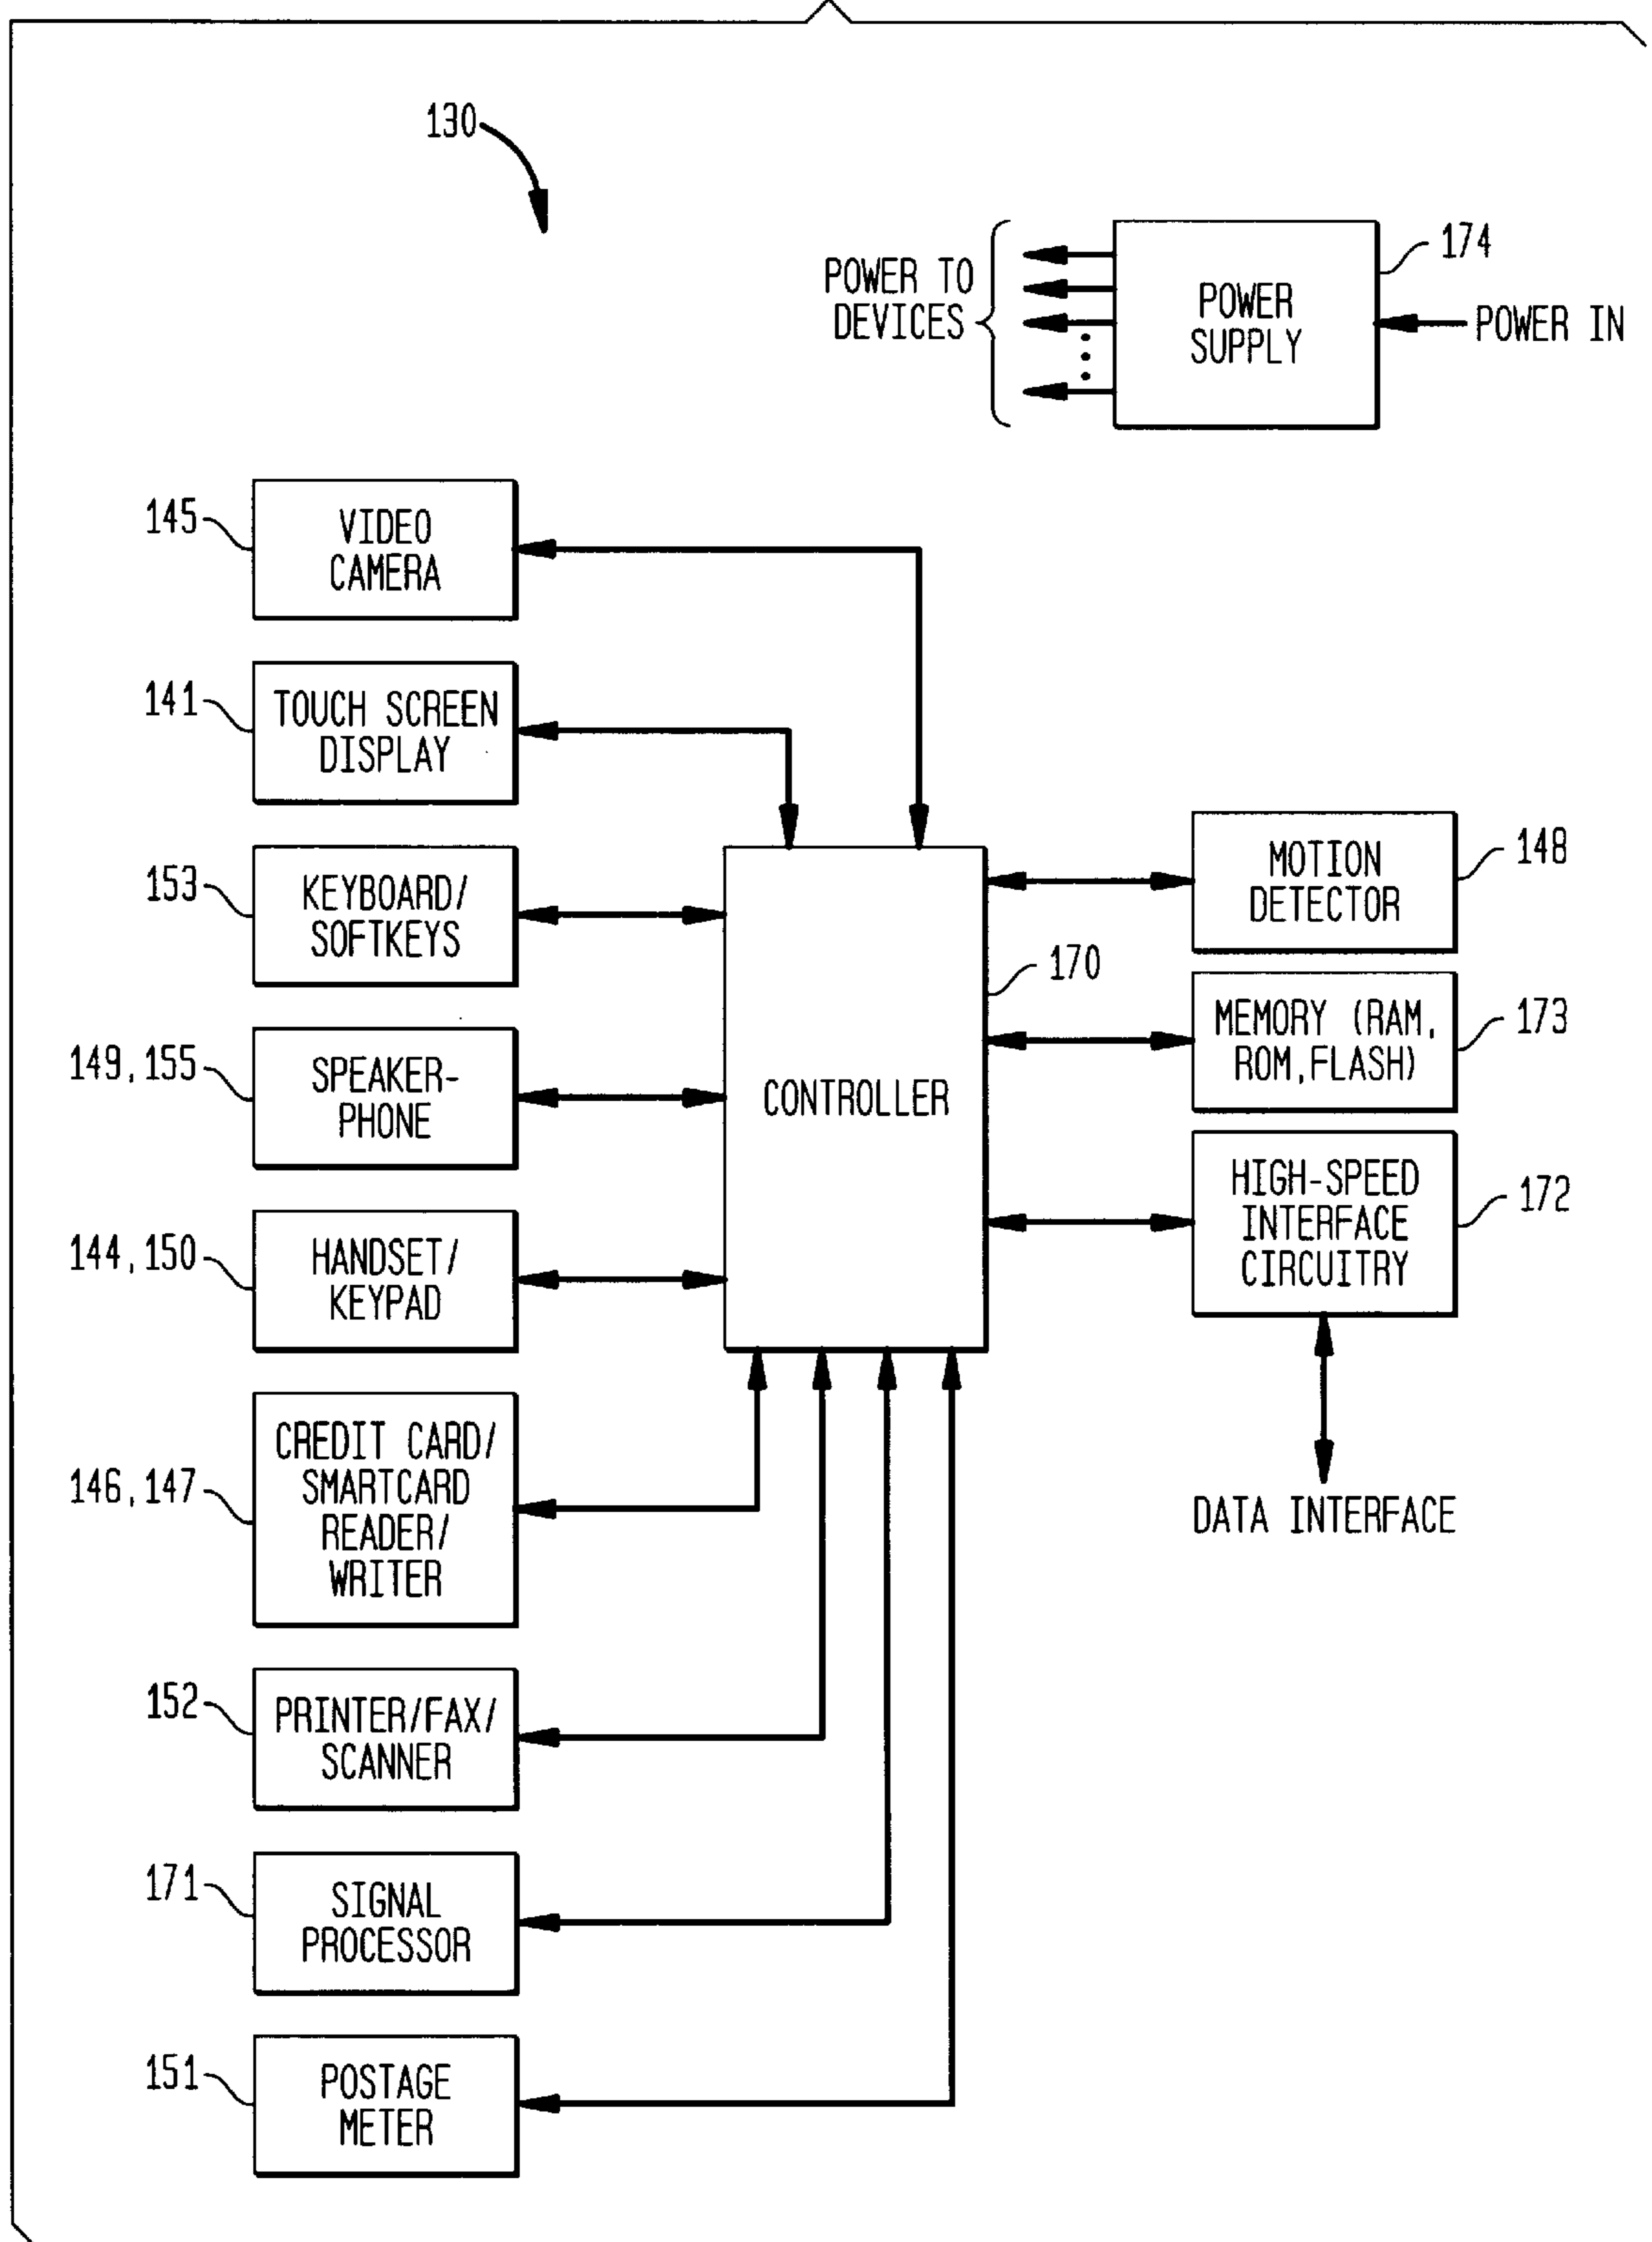 130
POWER TO
DEVICES
POWER
SUPPLY
174
POWER IN
145
VIDEO
CAMERA
141
TOUCH SCREEN
DISPLAY
153
KEYBOARD/
SOFTKEYS
149,155
SPEAKER-
PHONE
144,150
HANDSET/
KEYPAD
146,147
CREDIT CARD/
SMARTCARD
READER/
WRITER
152
PRINTER/FAX/
SCANNER
171
SIGNAL
PROCESSOR
151
POSTAGE
METER
CONTROLLER
170
MOTION
DETECTOR
148
MEMORY (RAM,
ROM,FLASH)
173
HIGH-SPEED
INTERFACE
CIRCUITRY
172
DATA INTERFACE